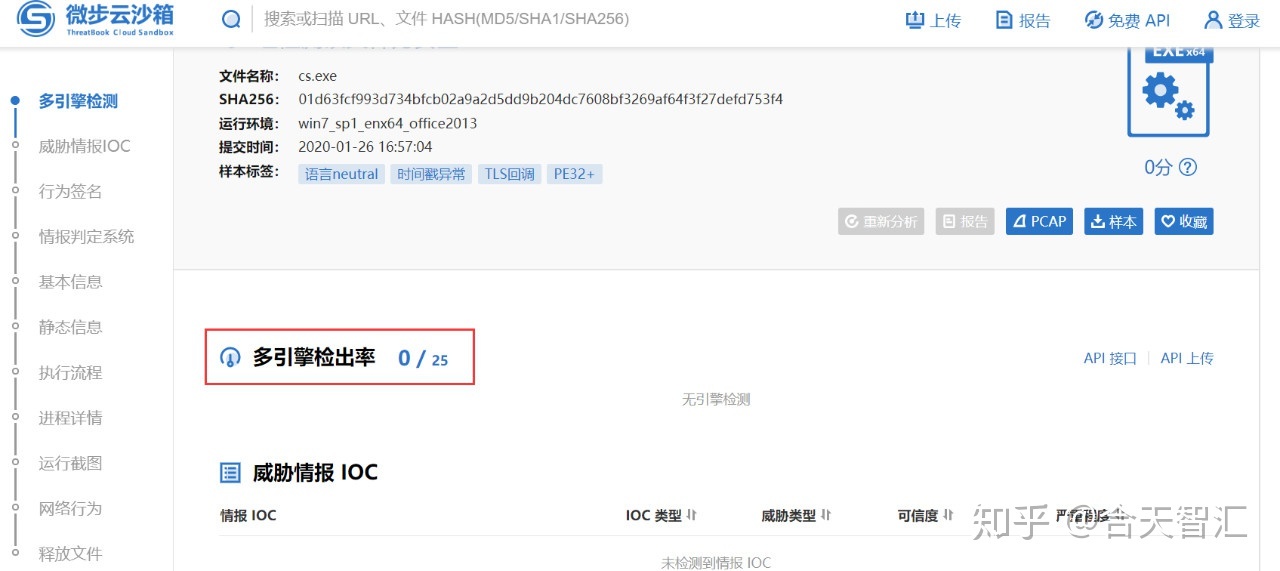 微步云沙箱
ThreatBook Cloud Sandbox
搜索或扫描 URL、文件 HASH(MD5/SHA1/SHA256)
上传
报告
免费 API
登录
多引擎检测
威胁情报IOC
行为签名
情报判定系统
基本信息
静态信息
执行流程
进程详情
运行截图
网络行为
释放文件
文件名称： cs.exe
SHA256： 01d63fcf993d734bfcb02a9a2d5dd9b204dc7608bf3269af64f3f27defd753f4
运行环境： win7_sp1_enx64_office2013
提交时间： 2020-01-26 16:57:04
样本标签： 语言neutral 时间戳异常 TLS回调 PE32+
EXE x64
0分 ?
重新分析 报告 PCAP 样本 收藏
多引擎检出率 0 / 25
API 接口 API 上传
无引擎检测
威胁情报 IOC
情报 IOC IOC 类型 威胁类型 可信度 严重程度
未检测到情报 IOC
知乎 @合天智汇